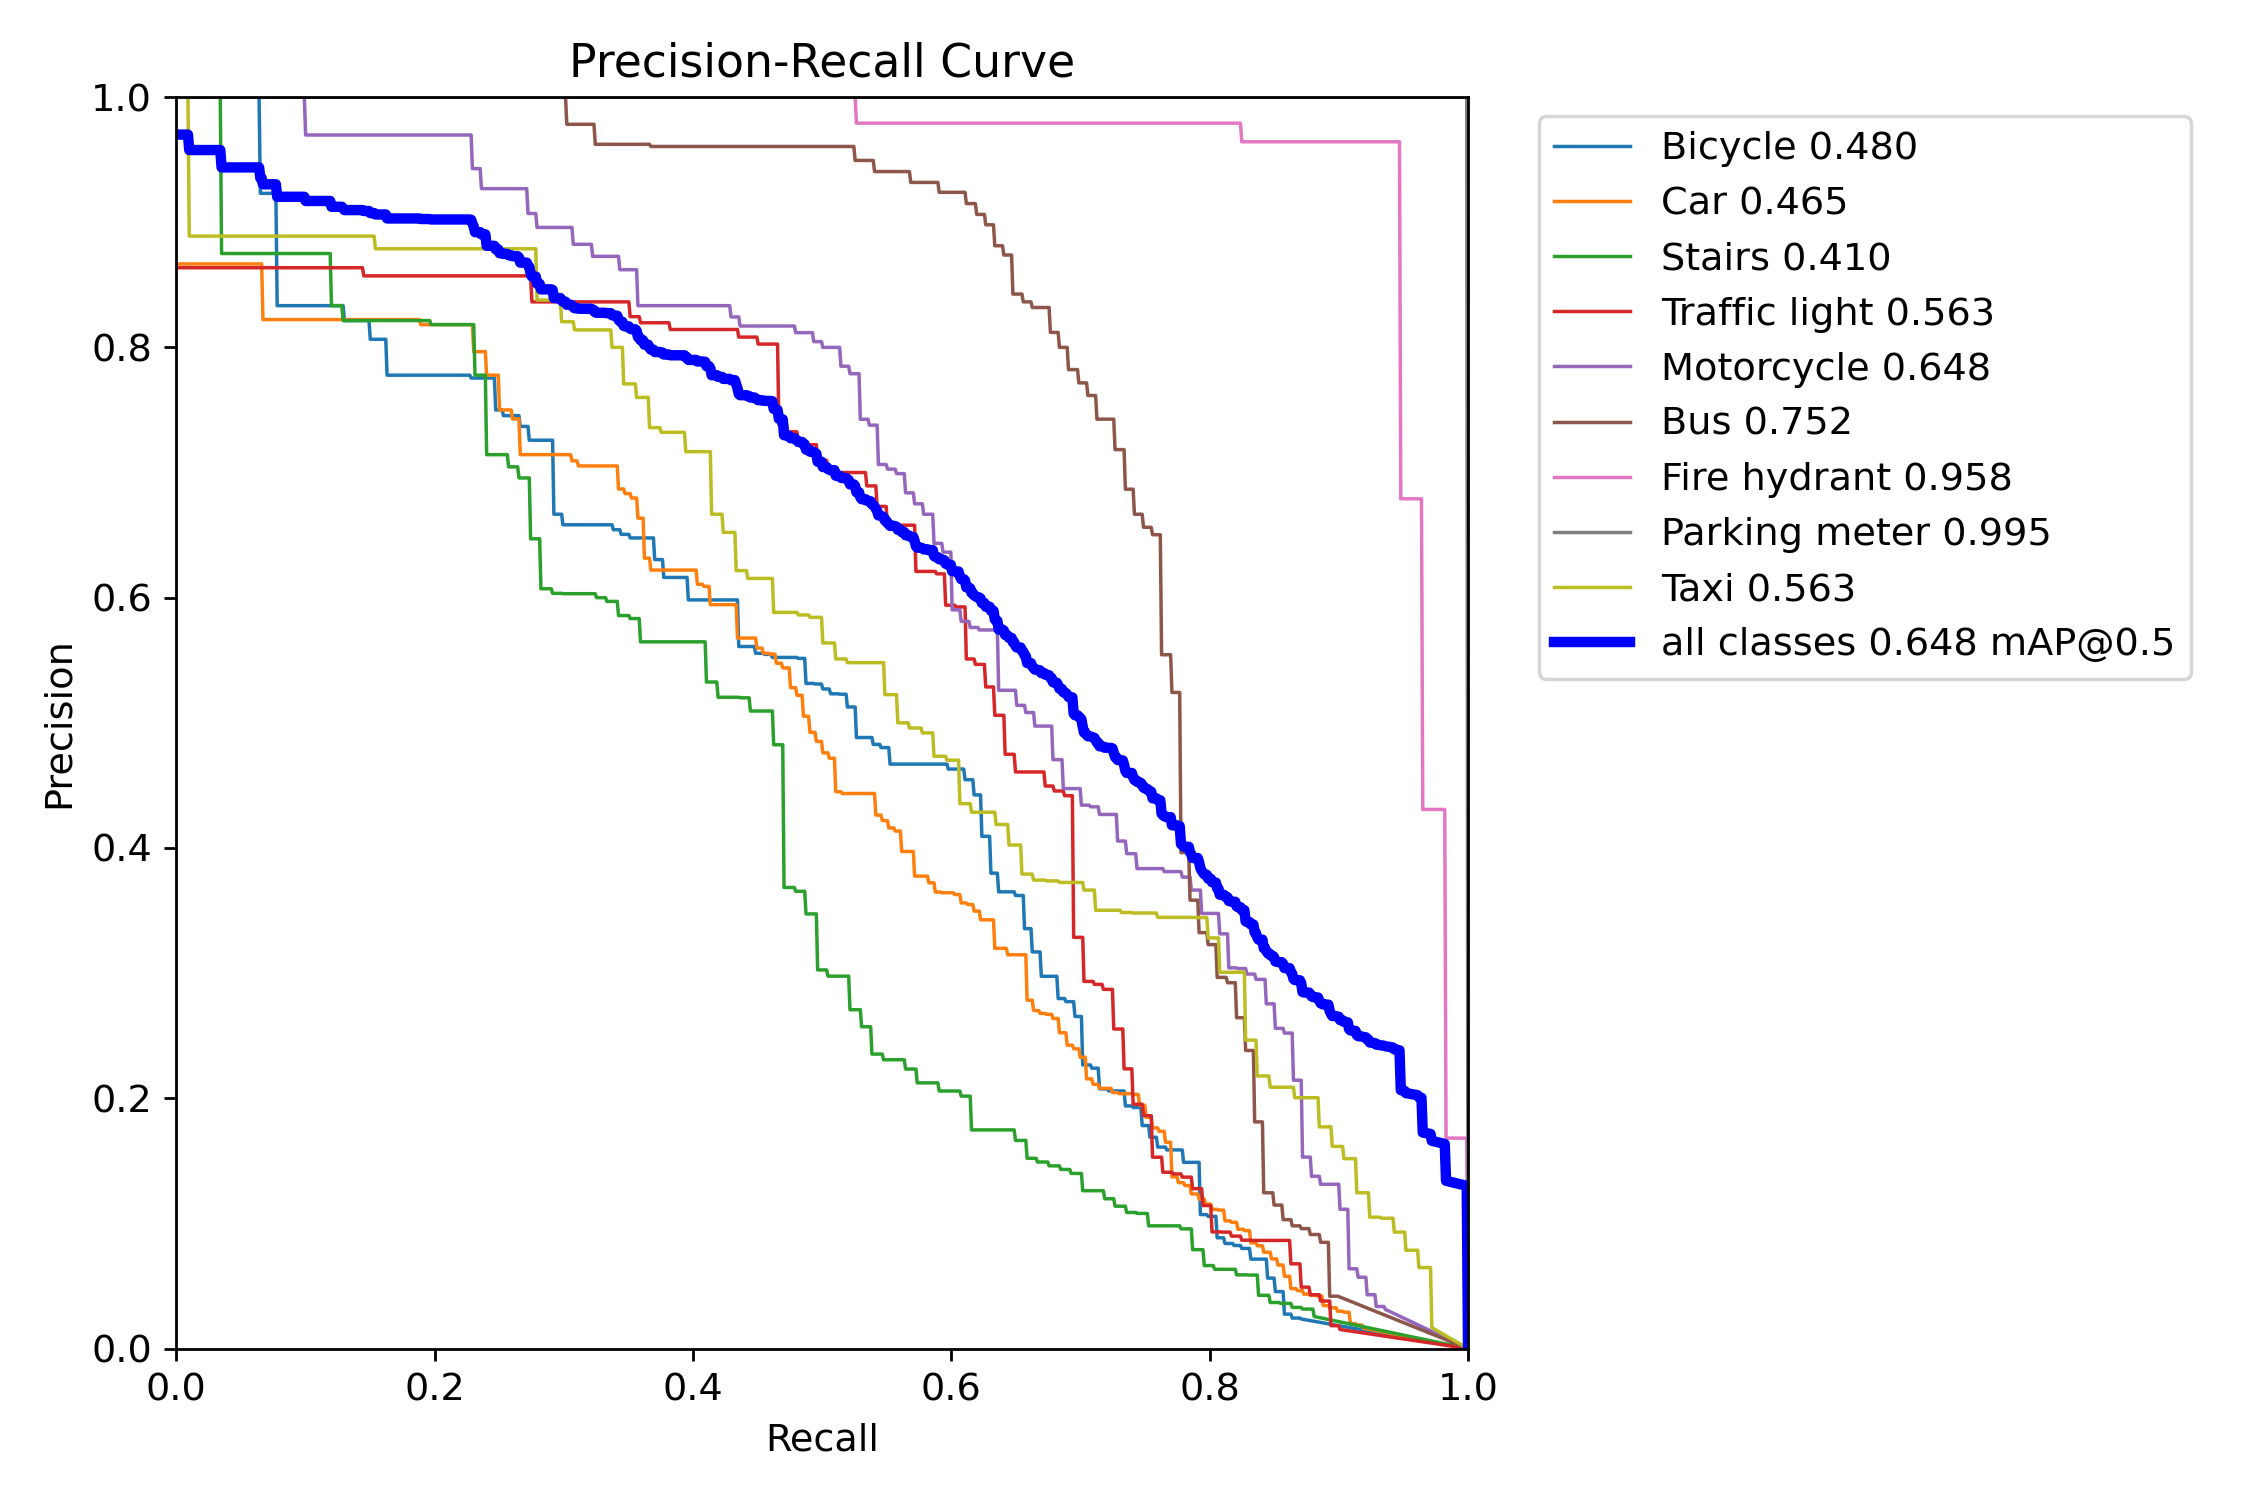 Precision-Recall Curve
1.0
0.8
0.6
0.4
0.2
0.0
Precision
0.0 0.2 0.4 0.6 0.8 1.0
Recall
Bicycle 0.480
Car 0.465
Stairs 0.410
Traffic light 0.563
Motorcycle 0.648
Bus 0.752
Fire hydrant 0.958
Parking meter 0.995
Taxi 0.563
all classes 0.648 mAP@0.5